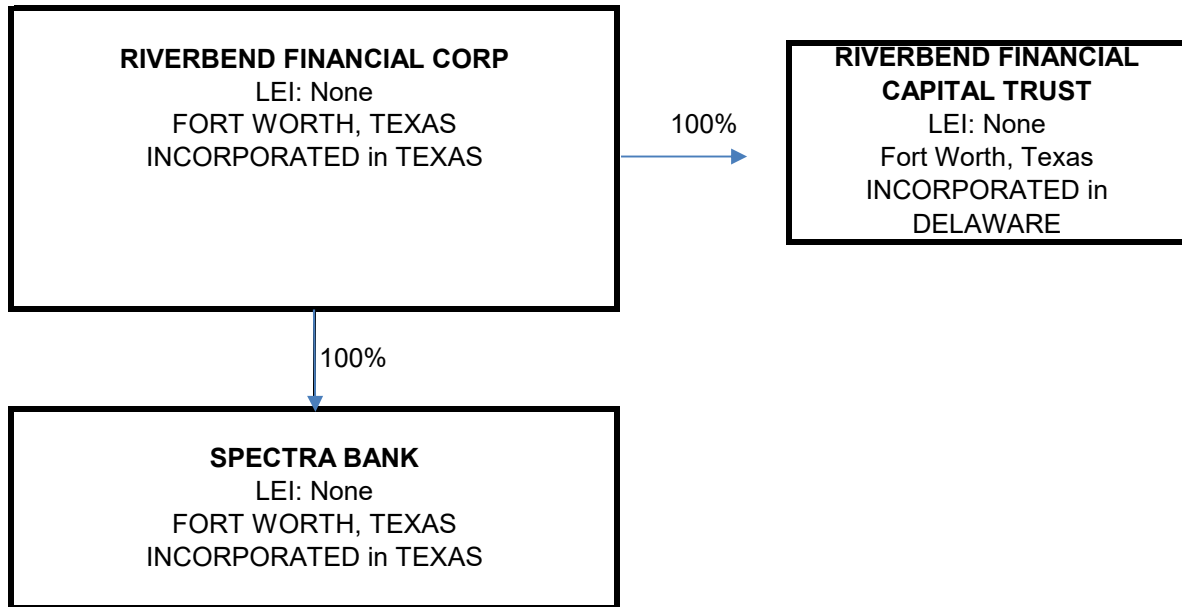 RIVERBEND FINANCIAL CORP
LEI: None
FORT WORTH, TEXAS
INCORPORATED in TEXAS
100%
RIVERBEND FINANCIAL
CAPITAL TRUST
LEI: None
Fort Worth, Texas
INCORPORATED in
DELAWARE
100%
SPECTRA BANK
LEI: None
FORT WORTH, TEXAS
INCORPORATED in TEXAS